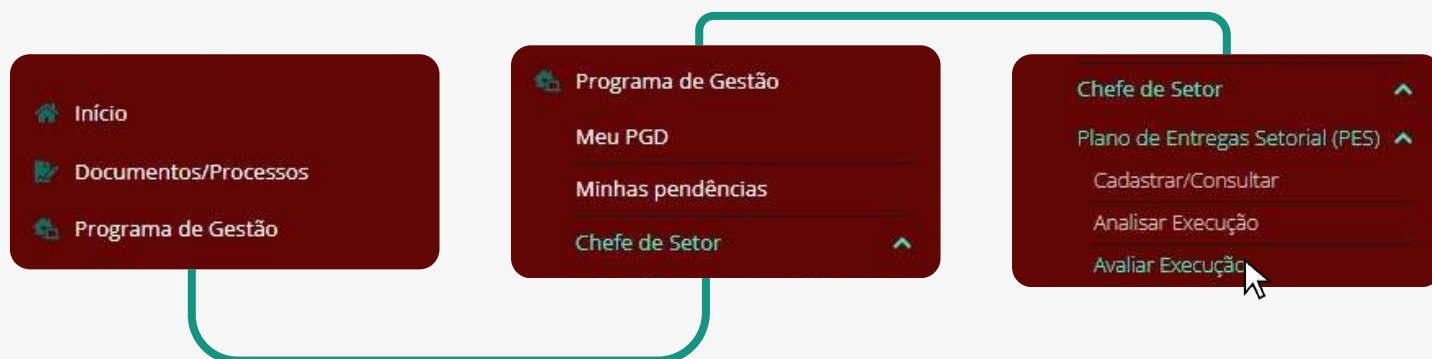 Início
Documentos/Processos
Programa de Gestão
Programa de Gestão
Meu PGD
Minhas pendências
Chefe de Setor
Chefe de Setor
Plano de Entregas Setorial (PES)
Cadastrar/Consultar
Analisar Execução
Avaliar Execução